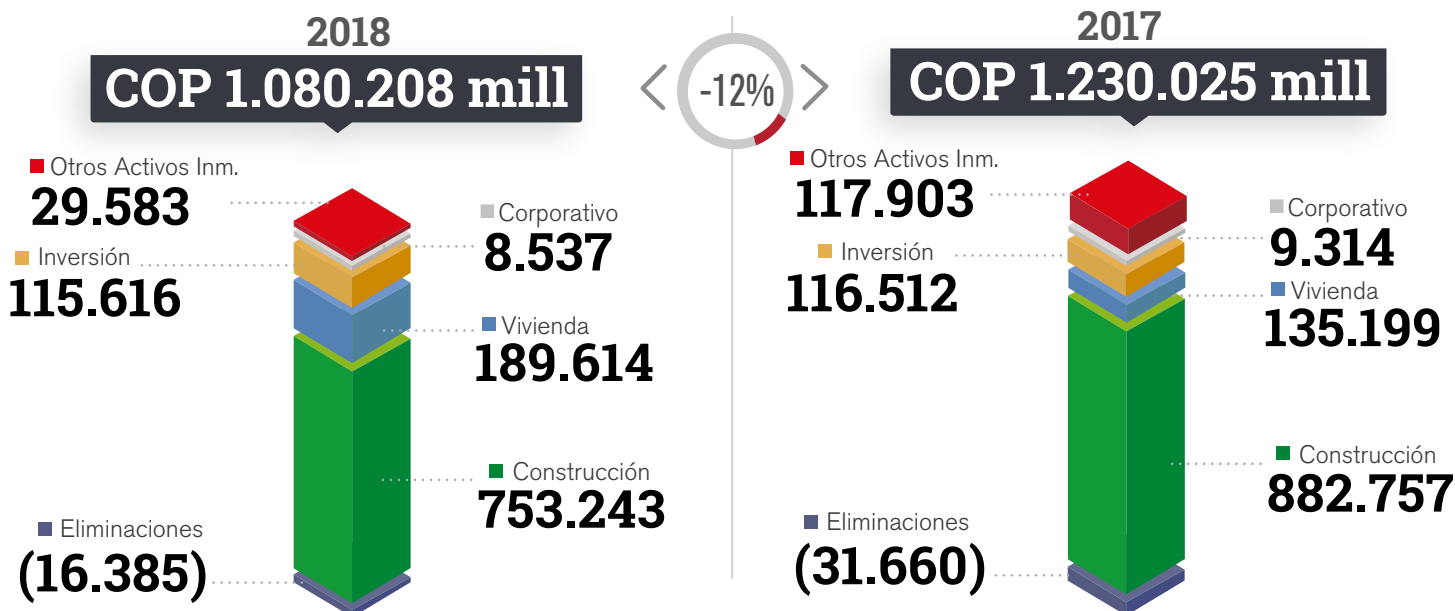 2018
COP 1.080.208 mill
Otros Activos Inm.
29.583
Corporativo
8.537
Inversión
115.616
Vivienda
189.614
Construcción
753.243
Eliminaciones
(16.385)
-12%
2017
COP 1.230.025 mill
Otros Activos Inm.
117.903
Corporativo
9.314
Inversión
116.512
Vivienda
135.199
Construcción
882.757
Eliminaciones
(31.660)